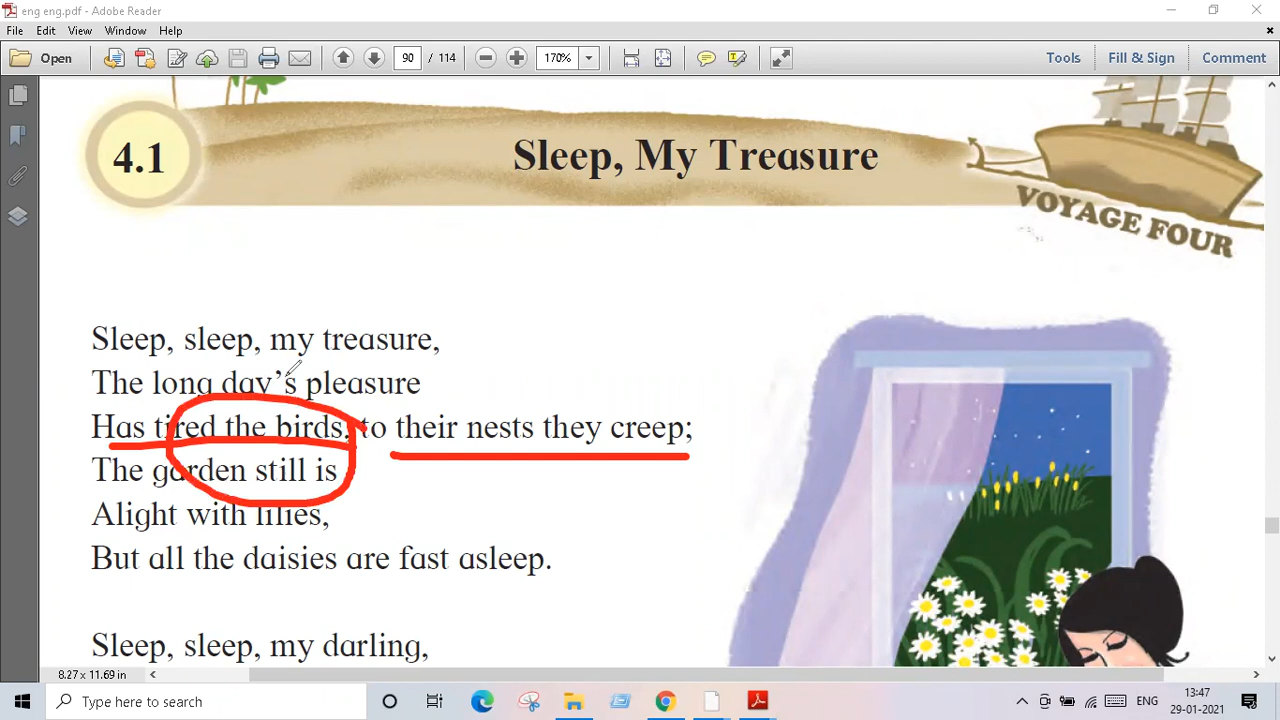 eng eng.pdf - Adobe Reader
File Edit View Window Help
Open 90 / 114 170% Tools Fill & Sign Comment
4.1 Sleep, My Treasure
VOYAGE FOUR
Sleep, sleep, my treasure,
The long day's pleasure
Has tired the birds, to their nests they creep;
The garden still is
Alight with lilies,
But all the daisies are fast asleep.
Sleep, sleep, my darling,
8.27 x 11.69 in
Type here to search
ENG
13:47
29-01-2021